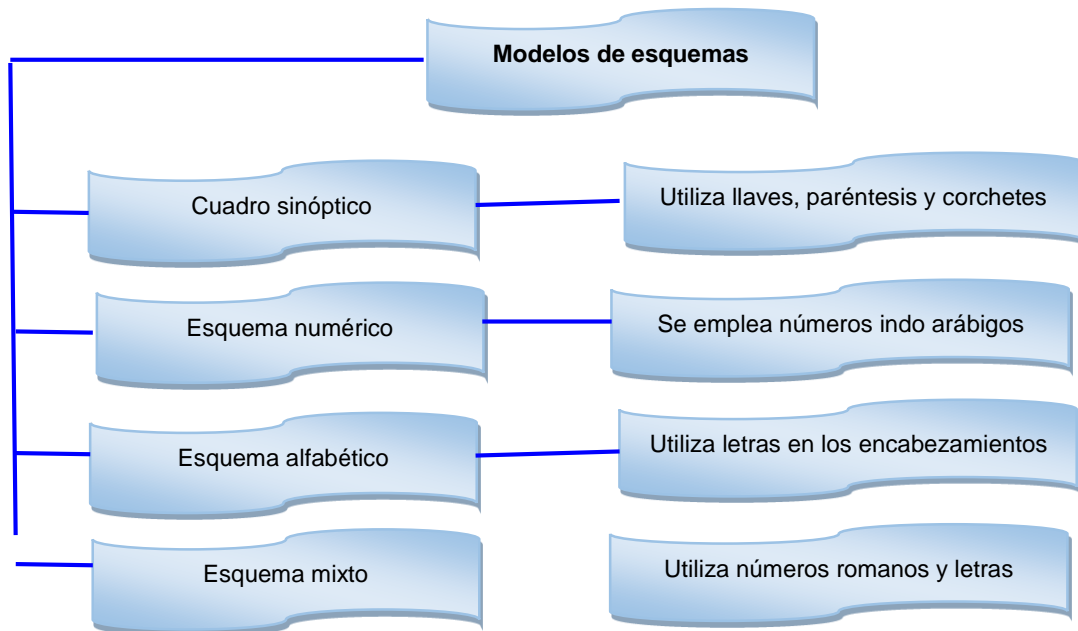 Modelos de esquemas
Cuadro sinóptico
Utiliza llaves, paréntesis y corchetes
Esquema numérico
Se emplea números indo arábigos
Esquema alfabético
Utiliza letras en los encabezamientos
Esquema mixto
Utiliza números romanos y letras